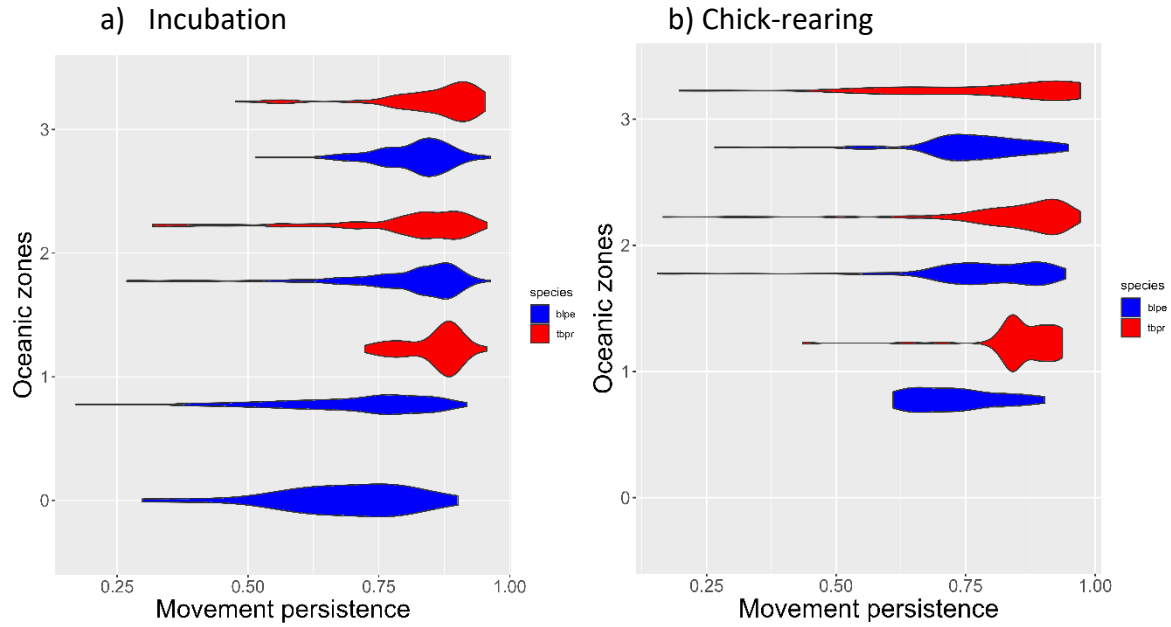 a) Incubation
3
2
1
0
Oceanic zones
0.25
0.50
0.75
1.00
Movement persistence
species
blpe
tbpr
b) Chick-rearing
3
2
1
0
Oceanic zones
0.25
0.50
0.75
1.00
Movement persistence
species
blpe
tbpr